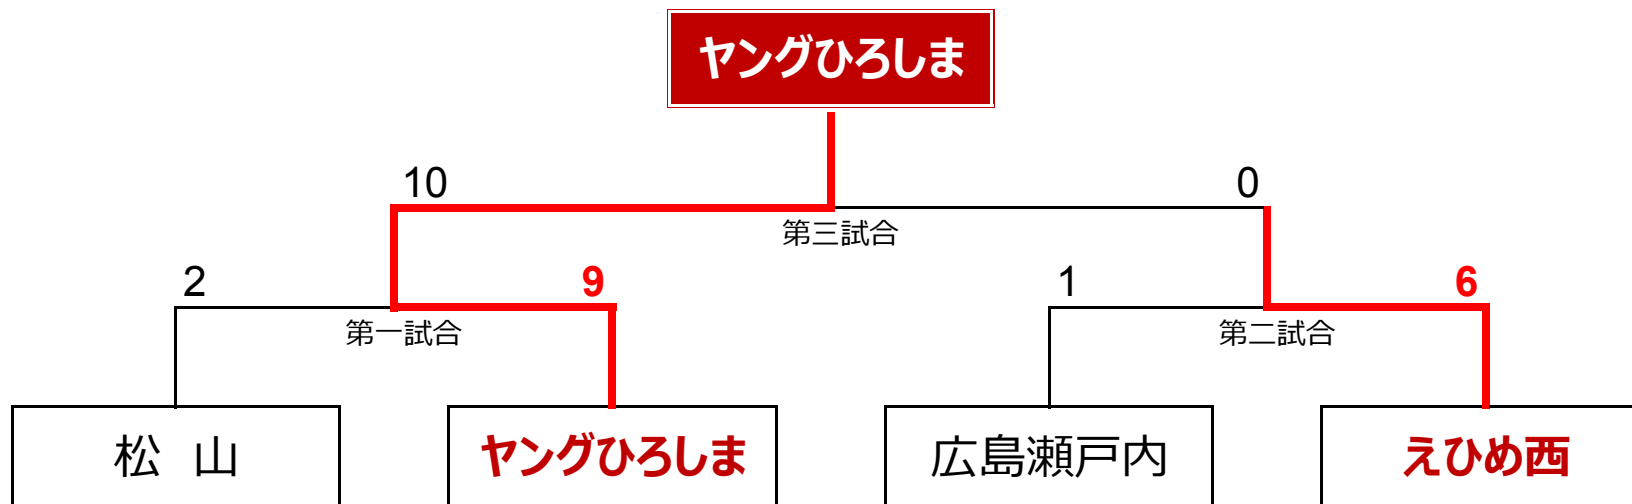 ヤングひろしま
10
0
第三試合
2
9
1
6
第一試合
第二試合
松 山
ヤングひろしま
広島瀬戸内
えひめ西